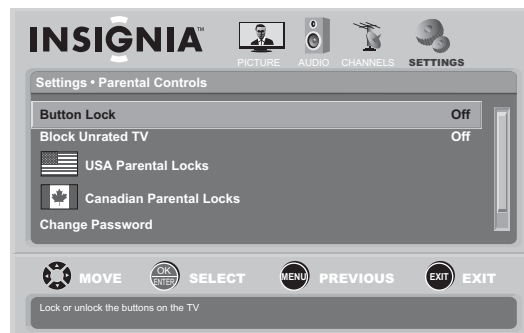 INSIGNIA™
PICTURE AUDIO CHANNELS SETTINGS
Settings • Parental Controls
Button Lock Off
Block Unrated TV Off
USA Parental Locks
Canadian Parental Locks
Change Password
MOVE OK ENTER SELECT MENU PREVIOUS EXIT EXIT
Lock or unlock the buttons on the TV